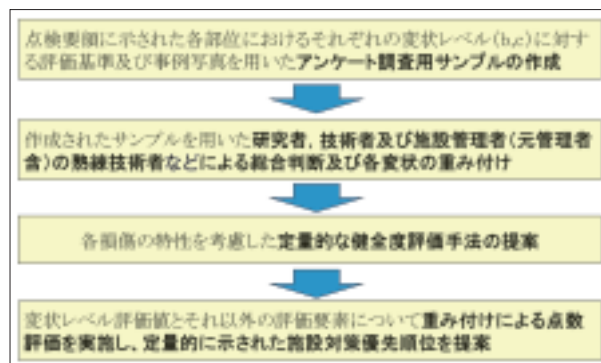 点検要領に示された各部位におけるそれぞれの変状レベル(b,c)に対す
る評価基準及び事例写真を用いたアンケート調査用サンプルの作成
作成されたサンプルを用いた研究者，技術者及び施設管理者(元管理者
含)の熟練技術者などによる総合判断及び各変状の重み付け
各損傷の特性を考慮した定量的な健全度評価手法の提案
変状レベル評価値とそれ以外の評価要素について重み付けによる点数
評価を実施し、定量的に示された施設対策優先順位を提案